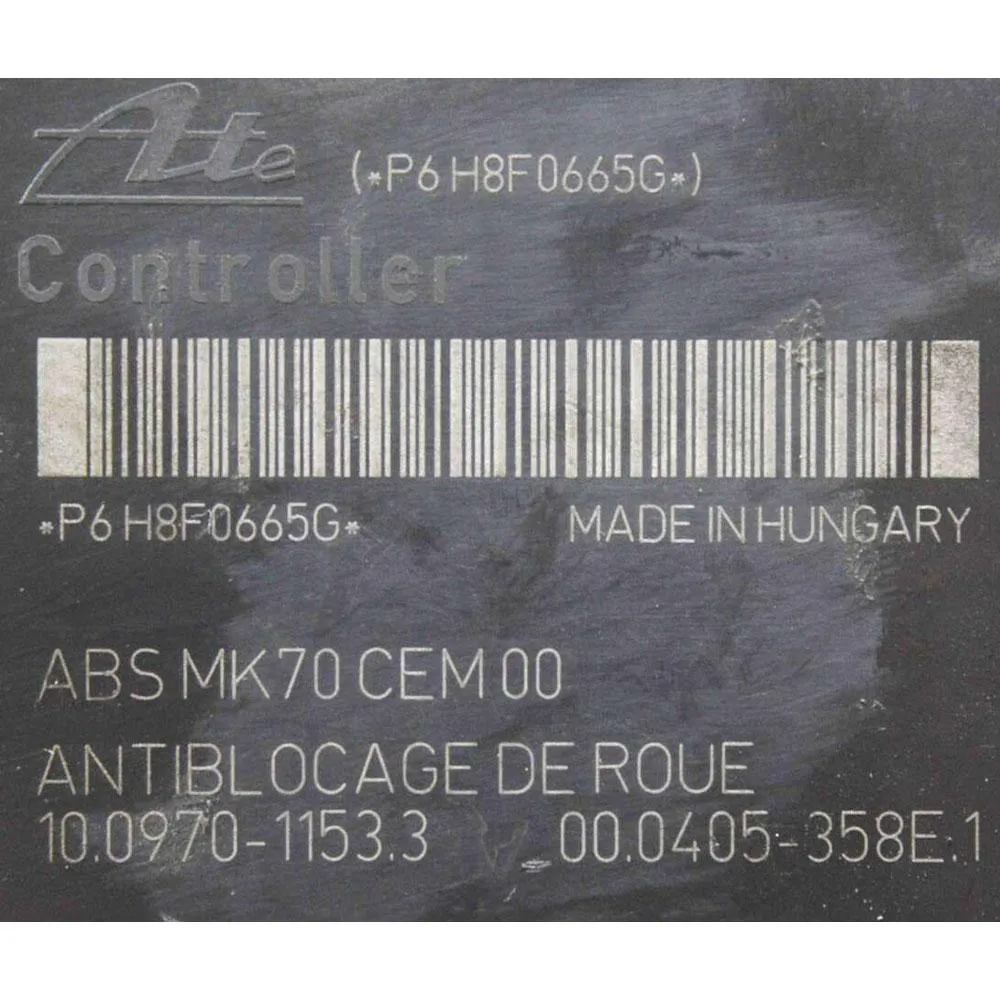 Ate (*P6 H8F0665G*)
Controller
*P6 H8F0665G* MADE IN HUNGARY
ABS MK70 CEM 00
ANTIBLOCAGE DE ROUE
10.0970-1153.3 V 00.0405-358E.1